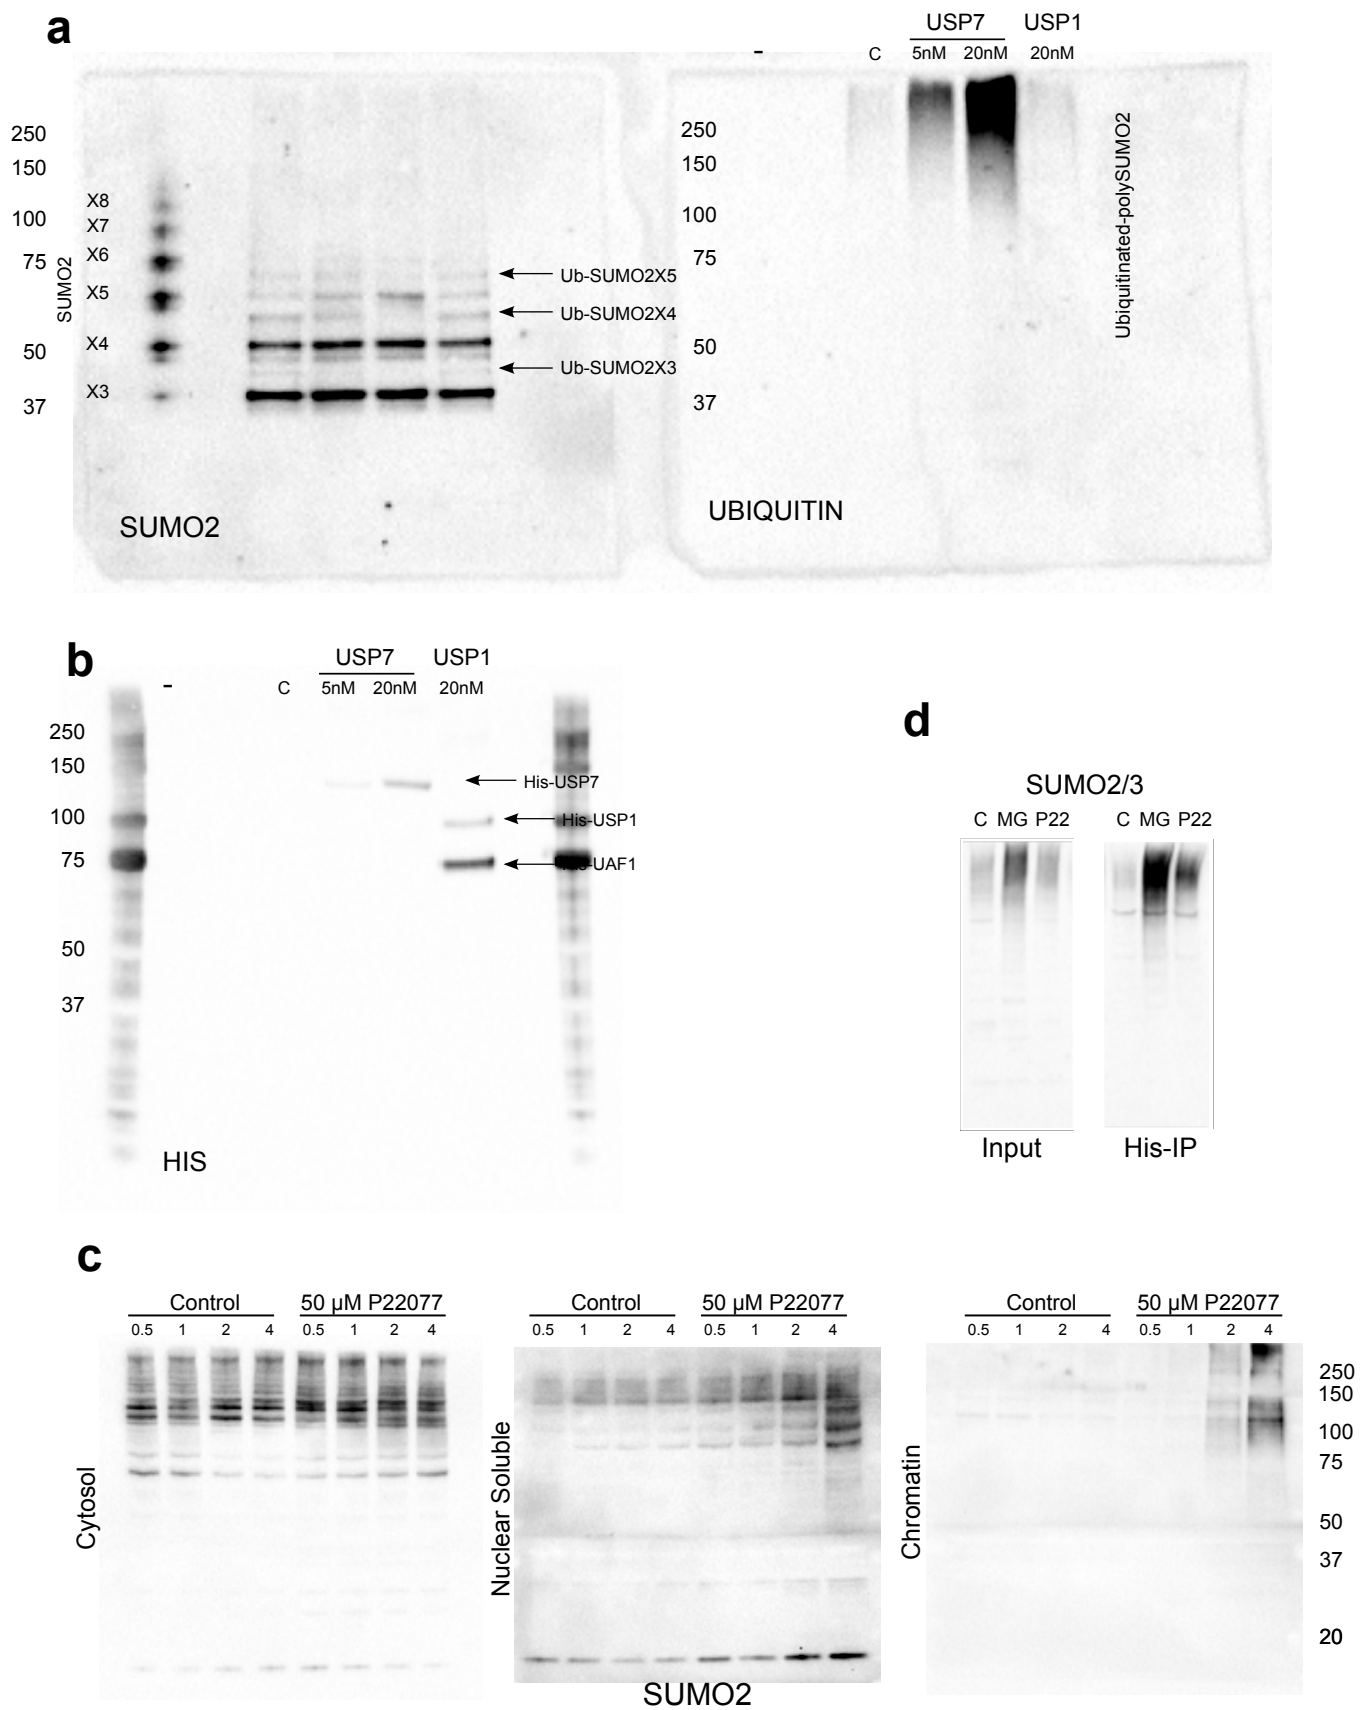 a
USP7 USP1
- C 5nM 20nM 20nM
250
150
100
75
50
37
SUMO2
X8
X7
X6
X5
X4
X3
Ub-SUMO2X5
Ub-SUMO2X4
Ub-SUMO2X3
SUMO2
250
150
100
75
50
37
Ubiquitinated-polySUMO2
UBIQUITIN
b
USP7 USP1
- C 5nM 20nM 20nM
250
150
100
75
50
37
His-USP7
His-USP1
-UAF1
HIS
d
SUMO2/3
C MG P22 C MG P22
Input His-IP
c
Control 50 µM P22077
0.5 1 2 4 0.5 1 2 4
Cytosol
Control 50 µM P22077
0.5 1 2 4 0.5 1 2 4
Nuclear Soluble
Control 50 µM P22077
0.5 1 2 4 0.5 1 2 4
Chromatin
250
150
100
75
50
37
20
SUMO2